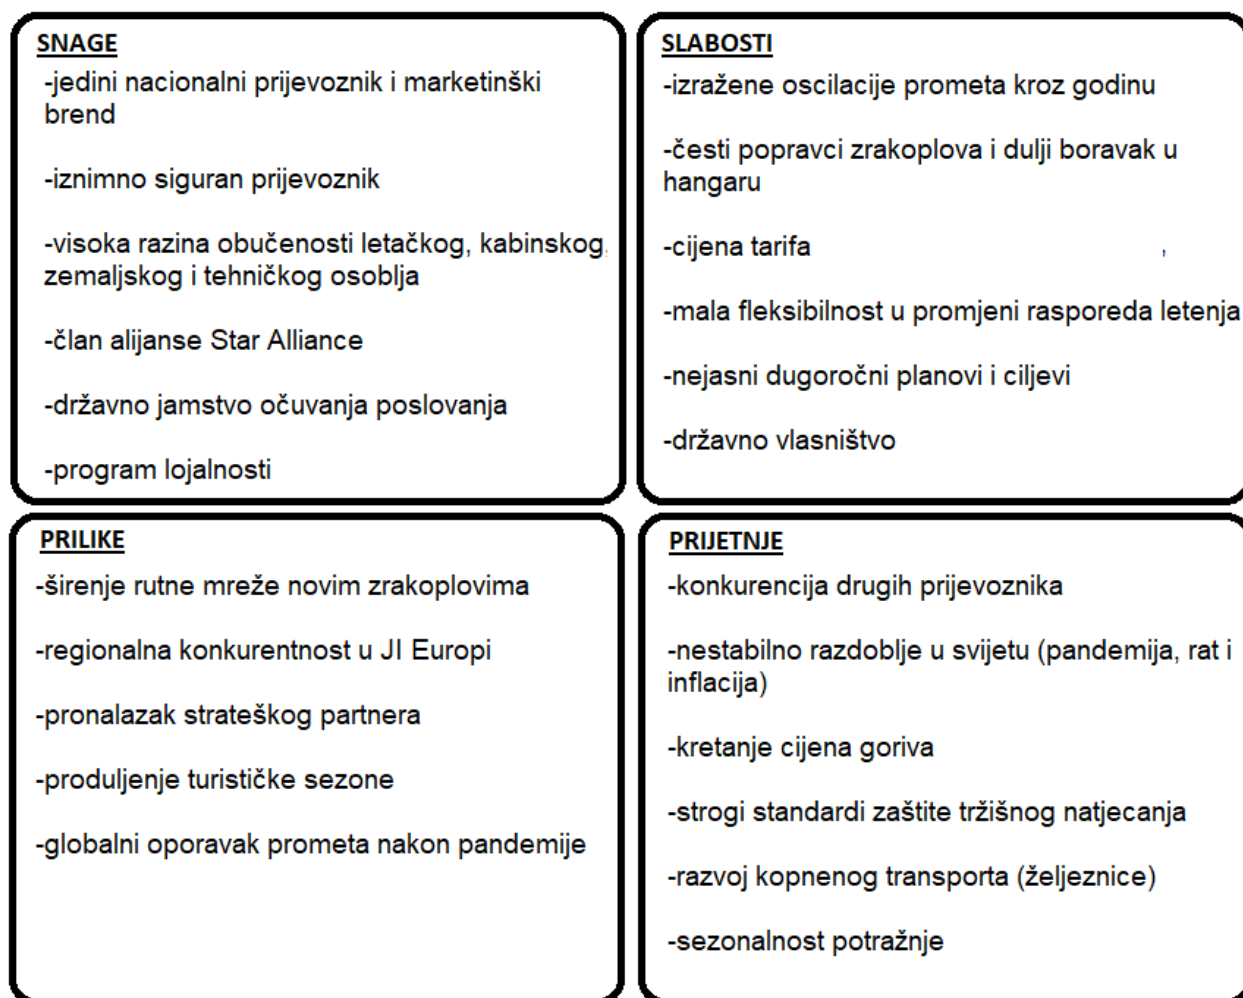 SNAGE
-jedini nacionalni prijevoznik i marketinški
brend
-iznimno siguran prijevoznik
-visoka razina obučenosti letačkog, kabinskog,
zemaljskog i tehničkog osoblja
-član alijanse Star Alliance
-državno jamstvo očuvanja poslovanja
-program lojalnosti
SLABOSTI
-izražene oscilacije prometa kroz godinu
-česti popravci zrakoplova i dulji boravak u
hangaru
-cijena tarifa ,
-mala fleksibilnost u promjeni rasporeda letenja
-nejasni dugoročni planovi i ciljevi
-državno vlasništvo
PRILIKE
-širenje rutne mreže novim zrakoplovima
-regionalna konkurentnost u JI Europi
-pronalazak strateškog partnera
-produljenje turističke sezone
-globalni oporavak prometa nakon pandemije
PRIJETNJE
-konkurencija drugih prijevoznika
-nestabilno razdoblje u svijetu (pandemija, rat i
inflacija)
-kretanje cijena goriva
-strogi standardi zaštite tržišnog natjecanja
-razvoj kopnenog transporta (željeznice)
-sezonalnost potražnje